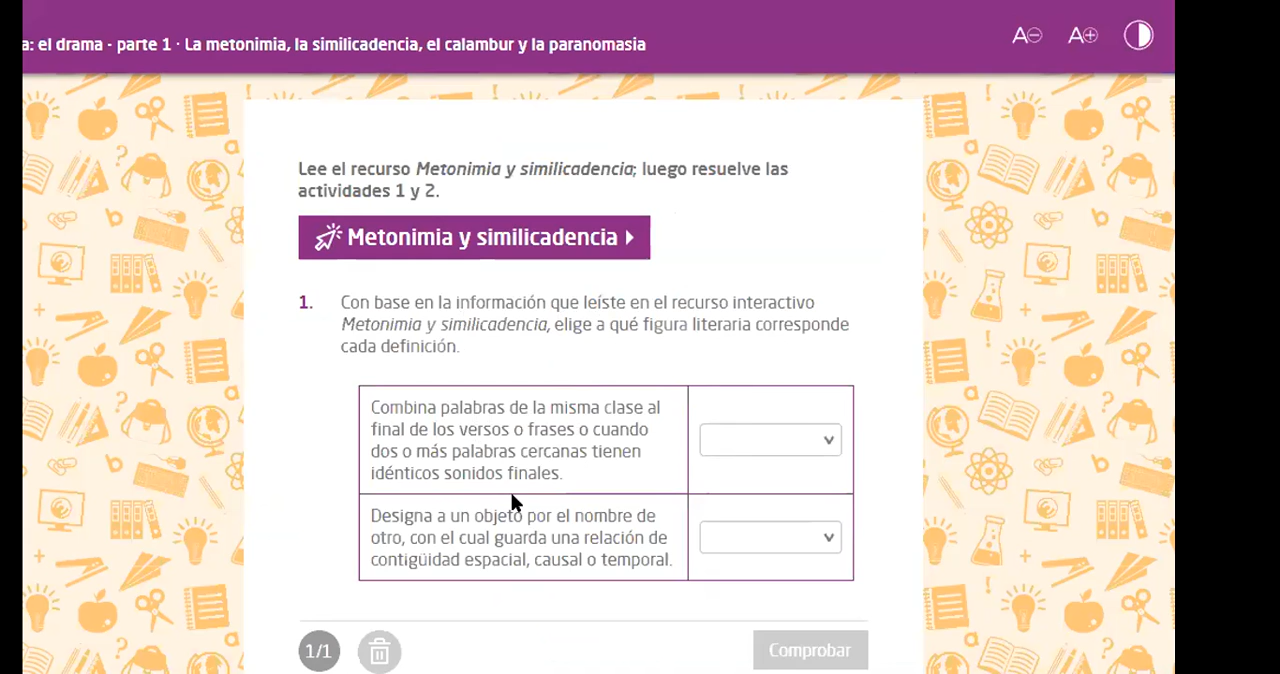 a: el drama - parte 1 · La metonimia, la similicadencia, el calambur y la paranomasia
A
A
Lee el recurso Metonimia y similicadencia; luego resuelve las
actividades 1 y 2.
Metonimia y similicadencia
1. Con base en la información que leíste en el recurso interactivo
Metonimia y similicadencia, elige a qué figura literaria corresponde
cada definición.
Combina palabras de la misma clase al
final de los versos o frases o cuando
dos o más palabras cercanas tienen
idénticos sonidos finales.
Designa a un objeto por el nombre de
otro, con el cual guarda una relación de
contigüidad espacial, causal o temporal.
1/1
Comprobar